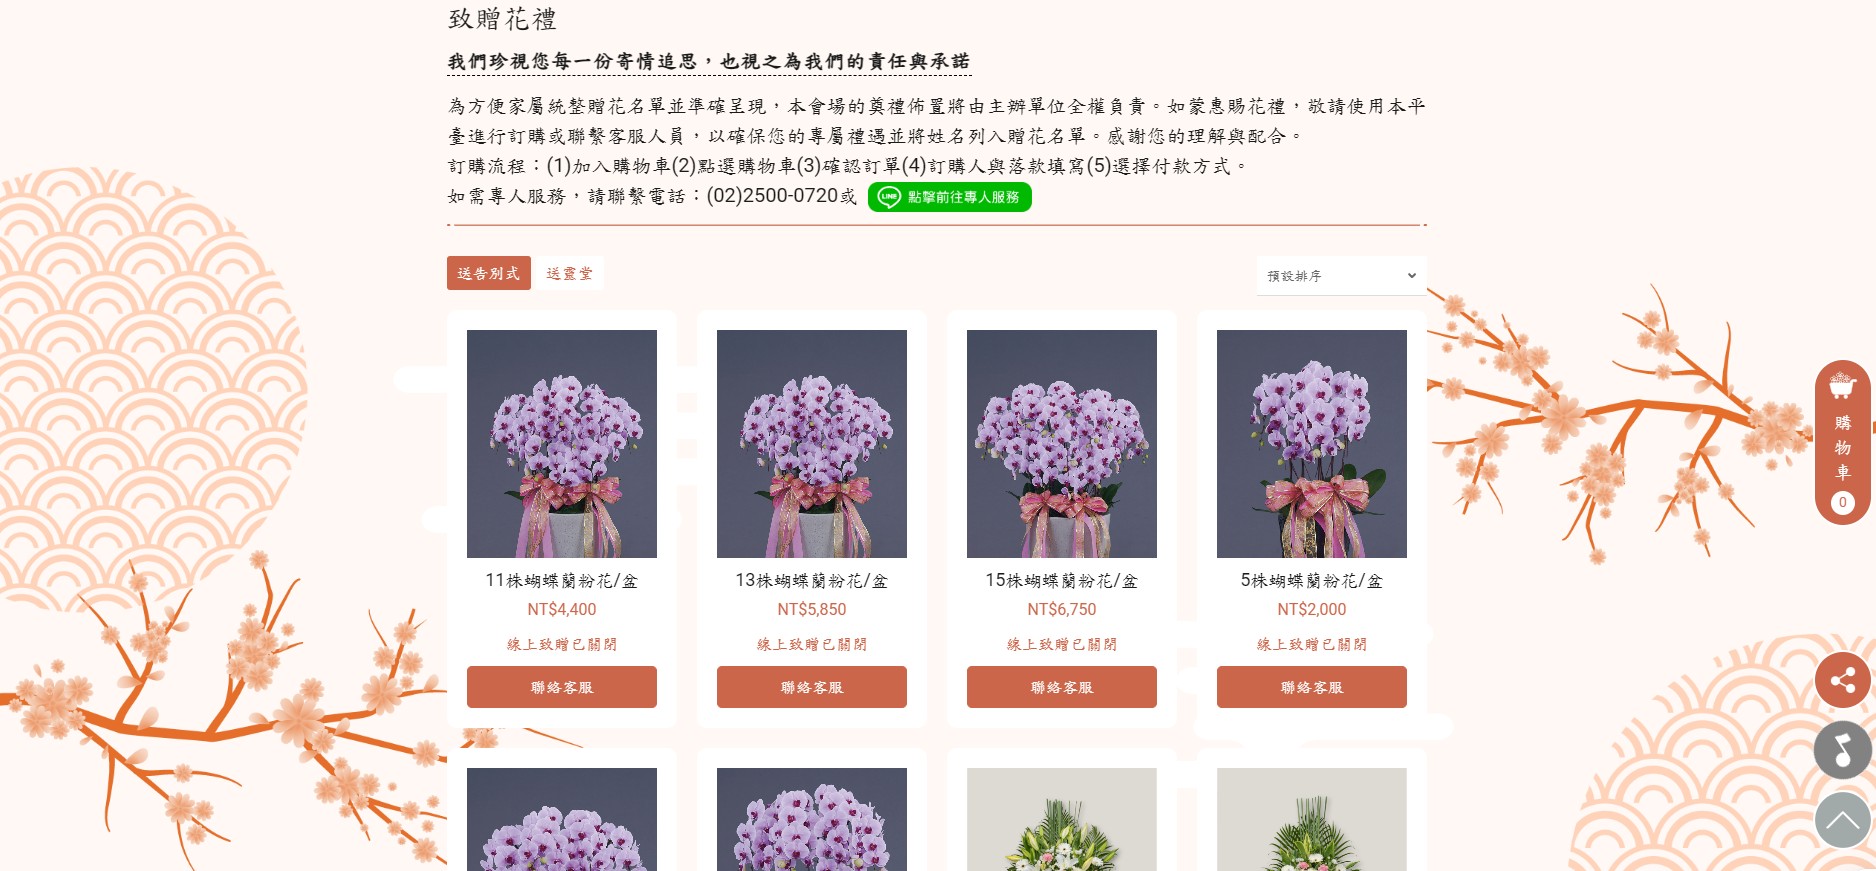 致贈花禮
我們珍視您每一份寄情追思，也視之為我們的責任與承諾
為方便家屬統整贈花名單並準確呈現，本會場的奠禮佈置將由主辦單位全權負責。如蒙惠賜花禮，敬請使用本平
臺進行訂購或聯繫客服人員，以確保您的專屬禮遇並將姓名列入贈花名單。感謝您的理解與配合。
訂購流程：(1)加入購物車(2)點選購物車(3)確認訂單(4)訂購人與落款填寫(5)選擇付款方式。
如需專人服務，請聯繫電話：(02)2500-0720或 LINE 點擊前往專人服務
送告別式 送靈堂 預設排序
11株蝴蝶蘭粉花/盆
NT$4,400
線上致贈已關閉
聯絡客服
13株蝴蝶蘭粉花/盆
NT$5,850
線上致贈已關閉
聯絡客服
15株蝴蝶蘭粉花/盆
NT$6,750
線上致贈已關閉
聯絡客服
5株蝴蝶蘭粉花/盆
NT$2,000
線上致贈已關閉
聯絡客服
購物車
0